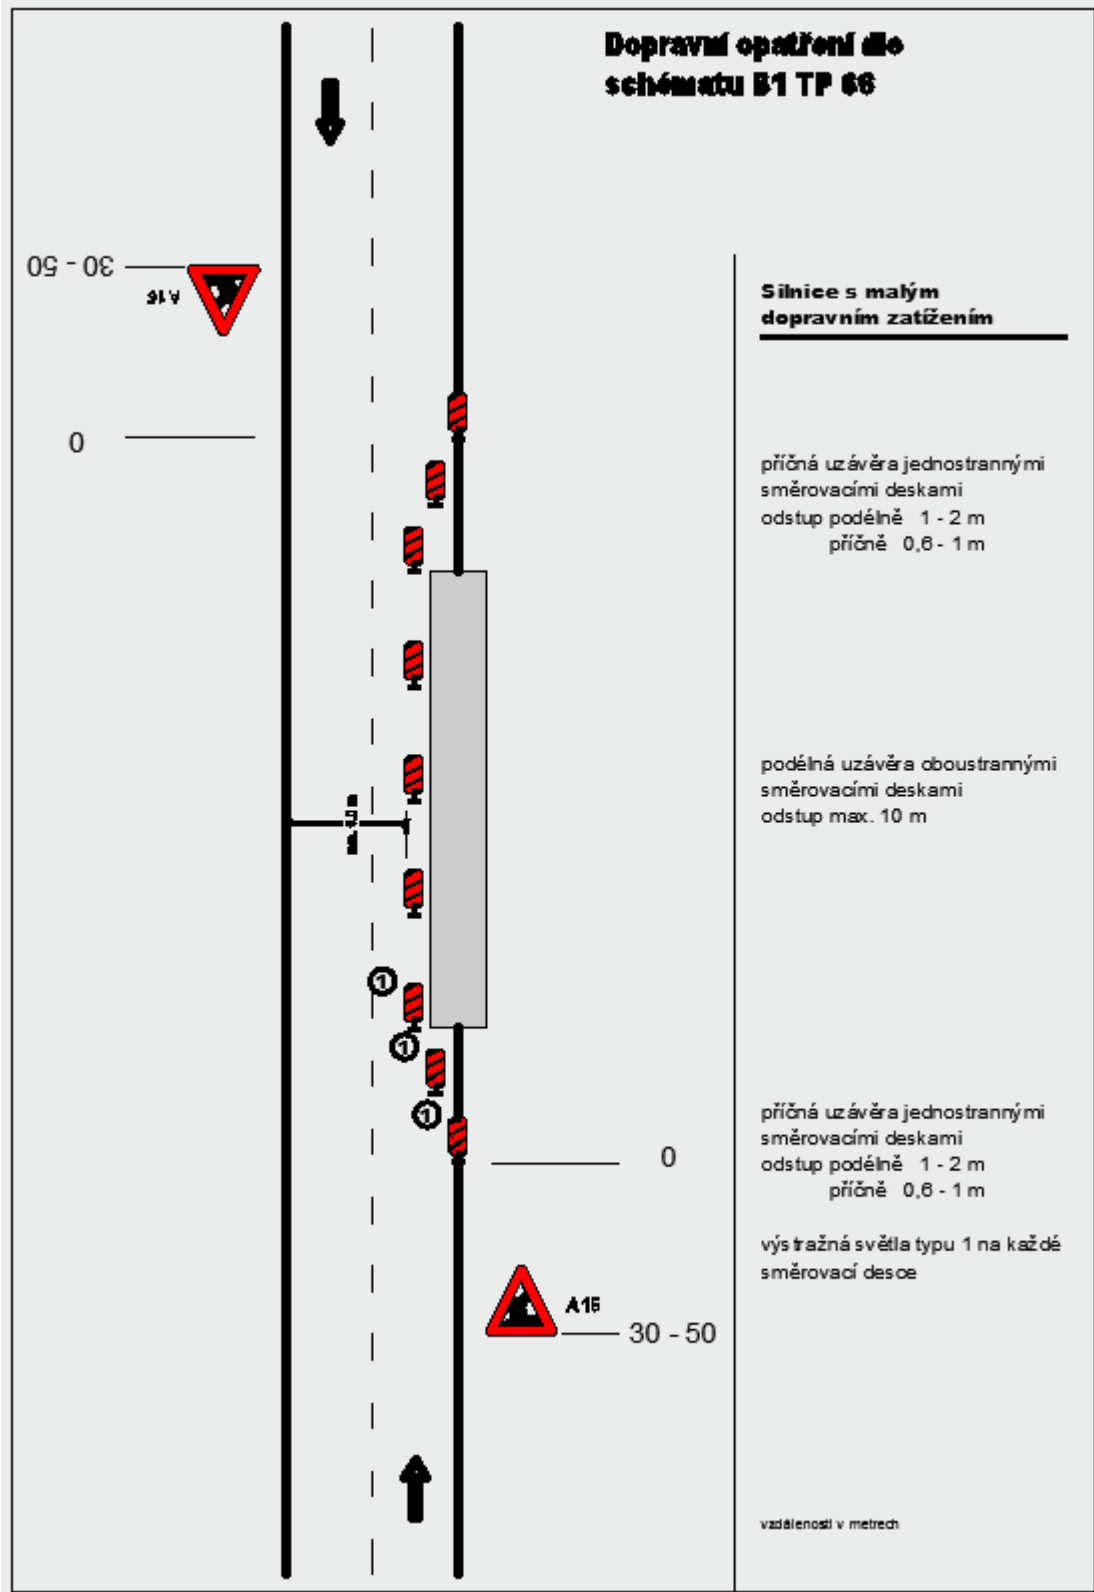 Dopravní opatření dle
schématu B1 TP 66
30 - 50
0
Silnice s malým
dopravním zatížením
příčná uzávěra jednostrannými
směrovacími deskami
odstup podélně 1 - 2 m
příčně 0,6 - 1 m
podélná uzávěra oboustrannými
směrovacími deskami
odstup max. 10 m
1
1
1
příčná uzávěra jednostrannými
směrovacími deskami
odstup podélně 1 - 2 m
příčně 0,6 - 1 m
0
výstražná světla typu 1 na každé
směrovací desce
A15
30 - 50
vzdálenosti v metrech